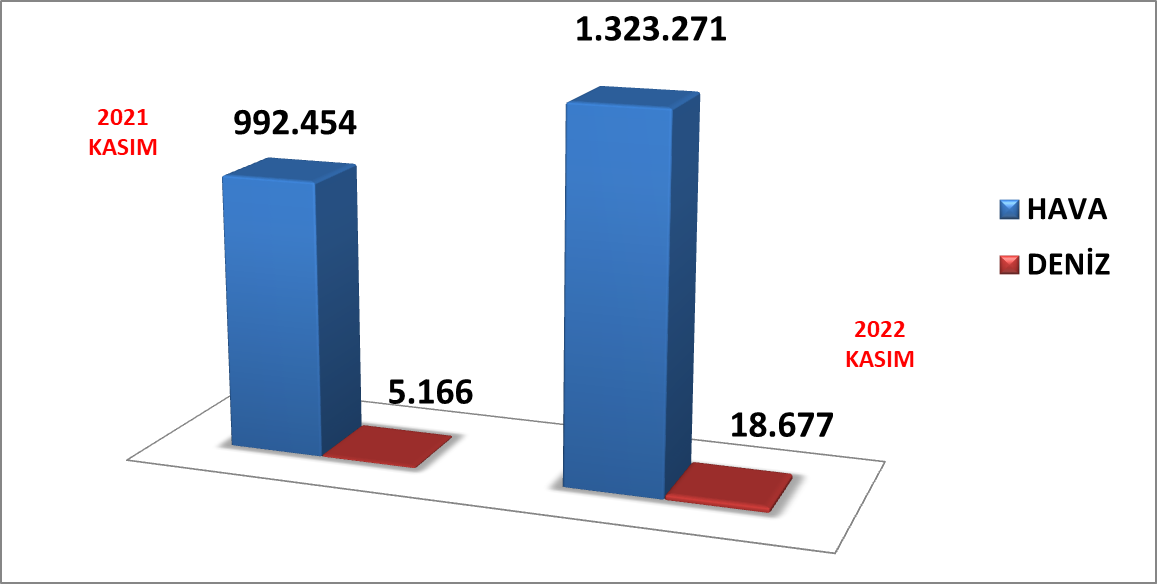 2021
KASIM
992.454
5.166
1.323.271
18.677
2022
KASIM
HAVA
DENİZ